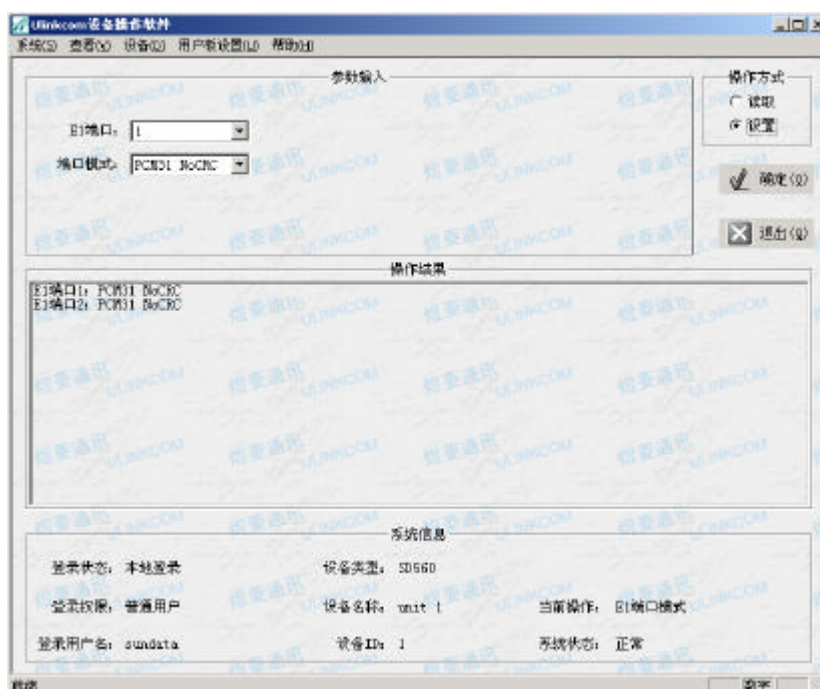 Ulinkcom设备操作软件
系统(S) 查看(V) 设备(D) 用户板设置(U) 帮助(H)
参数输入
操作方式
E1端口: 1
读取
设置
端口模式: PCM31 NoCRC
确定(O)
退出(Q)
操作结果
E1端口1: PCM31 NoCRC
E1端口2: PCM31 NoCRC
系统信息
登录状态: 本地登录 设备类型: SD560
登录权限: 普通用户 设备名称: unit 1 当前操作: E1端口模式
登录用户名: sundata 设备ID: 1 系统状态: 正常
就绪 数字
ULINKCOM